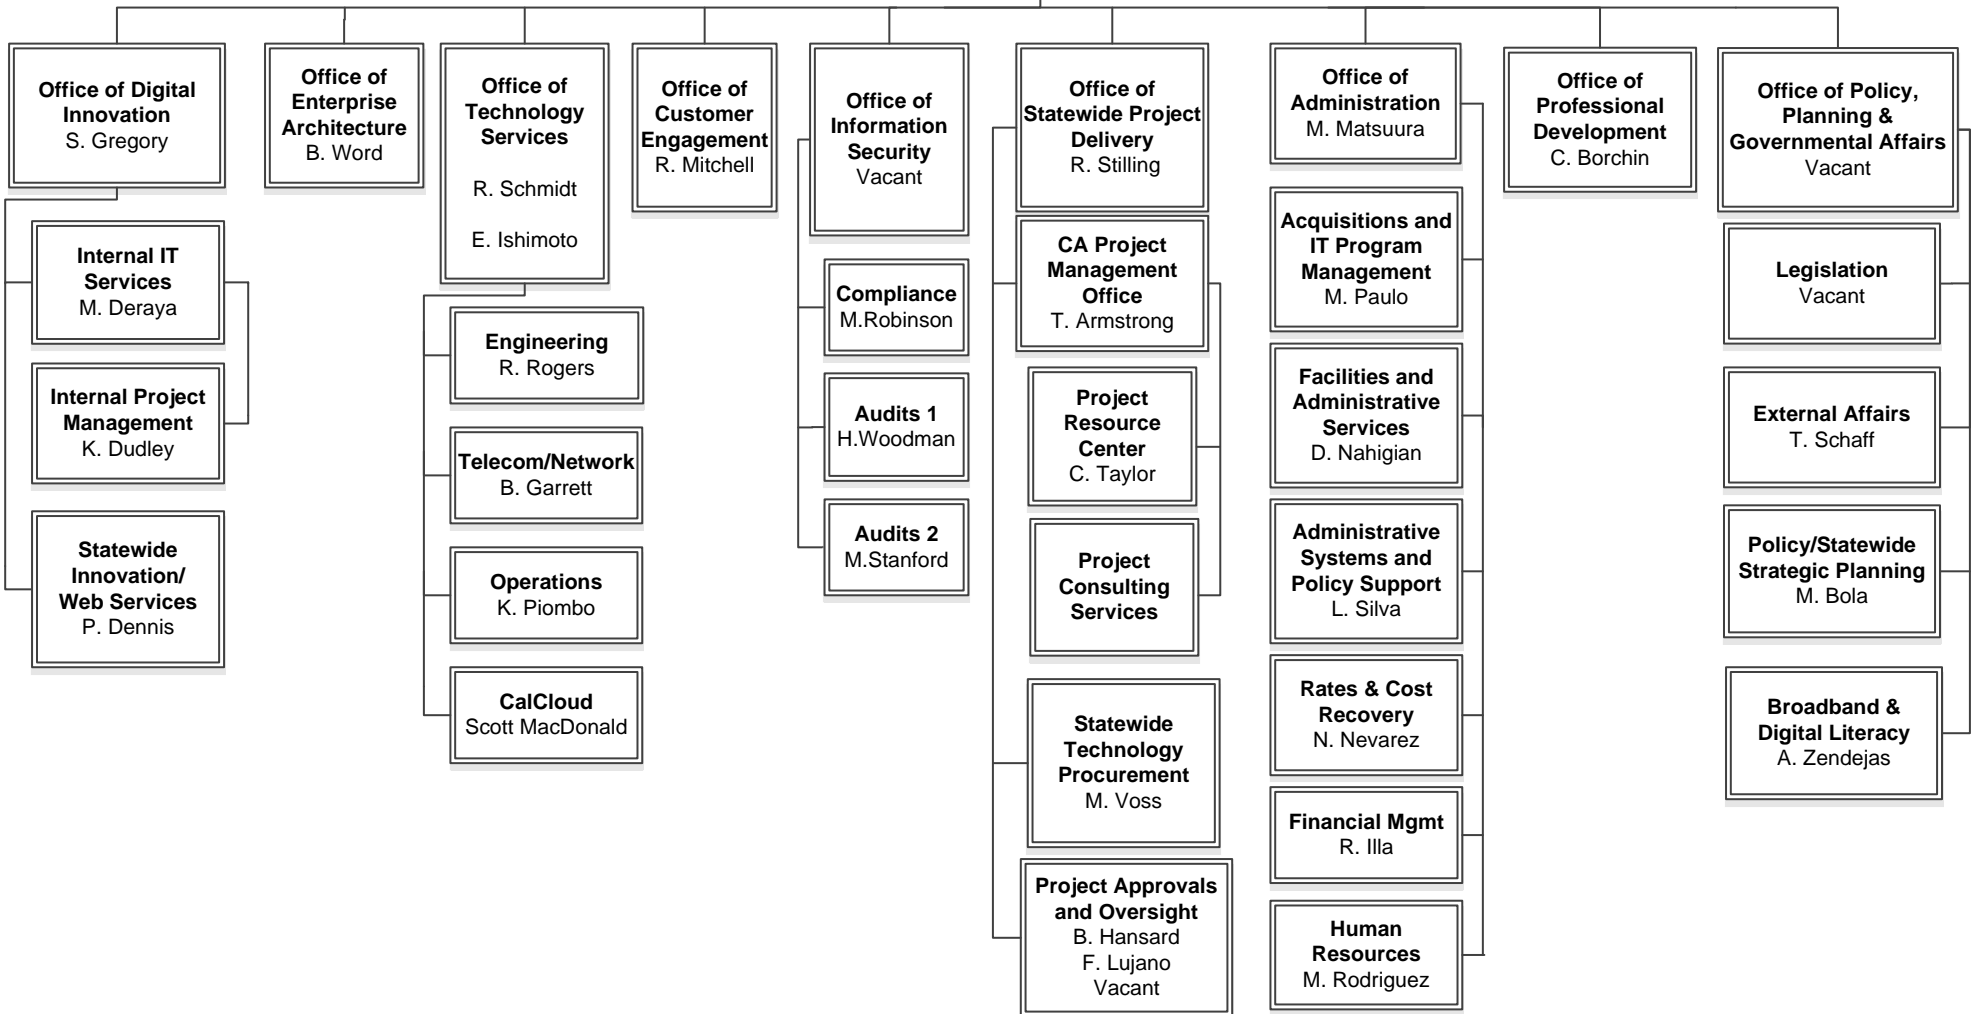 Office of Digital
Innovation
S. Gregory
Internal IT
Services
M. Deraya
Internal Project
Management
K. Dudley
Statewide
Innovation/
Web Services
P. Dennis
Office of
Enterprise
Architecture
B. Word
Office of
Technology
Services
R. Schmidt
E. Ishimoto
Engineering
R. Rogers
Telecom/Network
B. Garrett
Operations
K. Piombo
CalCloud
Scott MacDonald
Office of
Customer
Engagement
R. Mitchell
Office of
Information
Security
Vacant
Compliance
M.Robinson
Audits 1
H.Woodman
Audits 2
M.Stanford
Office of
Statewide Project
Delivery
R. Stilling
CA Project
Management
Office
T. Armstrong
Project
Resource
Center
C. Taylor
Project
Consulting
Services
Statewide
Technology
Procurement
M. Voss
Project Approvals
and Oversight
B. Hansard
F. Lujano
Vacant
Office of
Administration
M. Matsuura
Acquisitions and
IT Program
Management
M. Paulo
Facilities and
Administrative
Services
D. Nahigian
Administrative
Systems and
Policy Support
L. Silva
Rates & Cost
Recovery
N. Nevarez
Financial Mgmt
R. Illa
Human
Resources
M. Rodriguez
Office of
Professional
Development
C. Borchin
Office of Policy,
Planning &
Governmental Affairs
Vacant
Legislation
Vacant
External Affairs
T. Schaff
Policy/Statewide
Strategic Planning
M. Bola
Broadband &
Digital Literacy
A. Zendejas